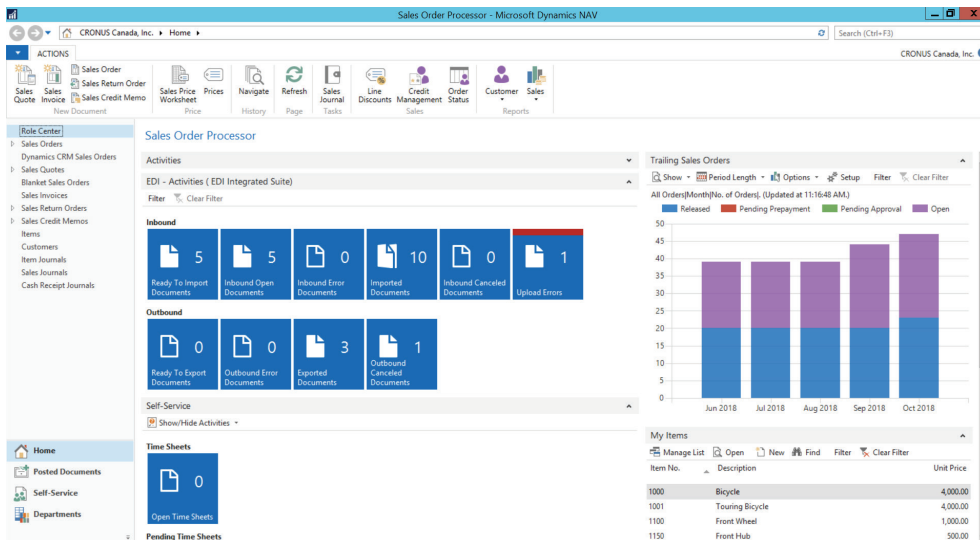 Sales Order Processor - Microsoft Dynamics NAV
CRONUS Canada, Inc. Home
Search (Ctrl+F3)
ACTIONS
CRONUS Canada, Inc.
Sales Quote
Sales Invoice
Sales Order
Sales Return Order
Sales Credit Memo
New Document
Sales Price Worksheet
Prices
Price
Navigate
History
Refresh
Page
Sales Journal
Tasks
Line Discounts
Credit Management
Order Status
Sales
Customer
Sales
Reports
Role Center
Sales Orders
Dynamics CRM Sales Orders
Sales Quotes
Blanket Sales Orders
Sales Invoices
Sales Return Orders
Sales Credit Memos
Items
Customers
Item Journals
Sales Journals
Cash Receipt Journals
Home
Posted Documents
Self-Service
Departments
Sales Order Processor
Activities
EDI - Activities ( EDI Integrated Suite)
Filter Clear Filter
Inbound
5
Ready To Import
Documents
5
Inbound Open
Documents
0
Inbound Error
Documents
10
Imported
Documents
0
Inbound Canceled
Documents
1
Upload Errors
Outbound
0
Ready To Export
Documents
0
Outbound Error
Documents
3
Exported
Documents
1
Outbound
Canceled
Documents
Self-Service
Show/Hide Activities
Time Sheets
0
Open Time Sheets
Pending Time Sheets
Trailing Sales Orders
Show Period Length Options Setup Filter Clear Filter
All Orders|Month|No. of Orders|. (Updated at 11:16:48 AM.)
Released Pending Prepayment Pending Approval Open
50
45
40
35
30
25
20
15
10
5
0
Jun 2018 Jul 2018 Aug 2018 Sep 2018 Oct 2018
My Items
Manage List Open New Find Filter Clear Filter
Item No. Description Unit Price
1000 Bicycle 4,000.00
1001 Touring Bicycle 4,000.00
1100 Front Wheel 1,000.00
1150 Front Hub 500.00